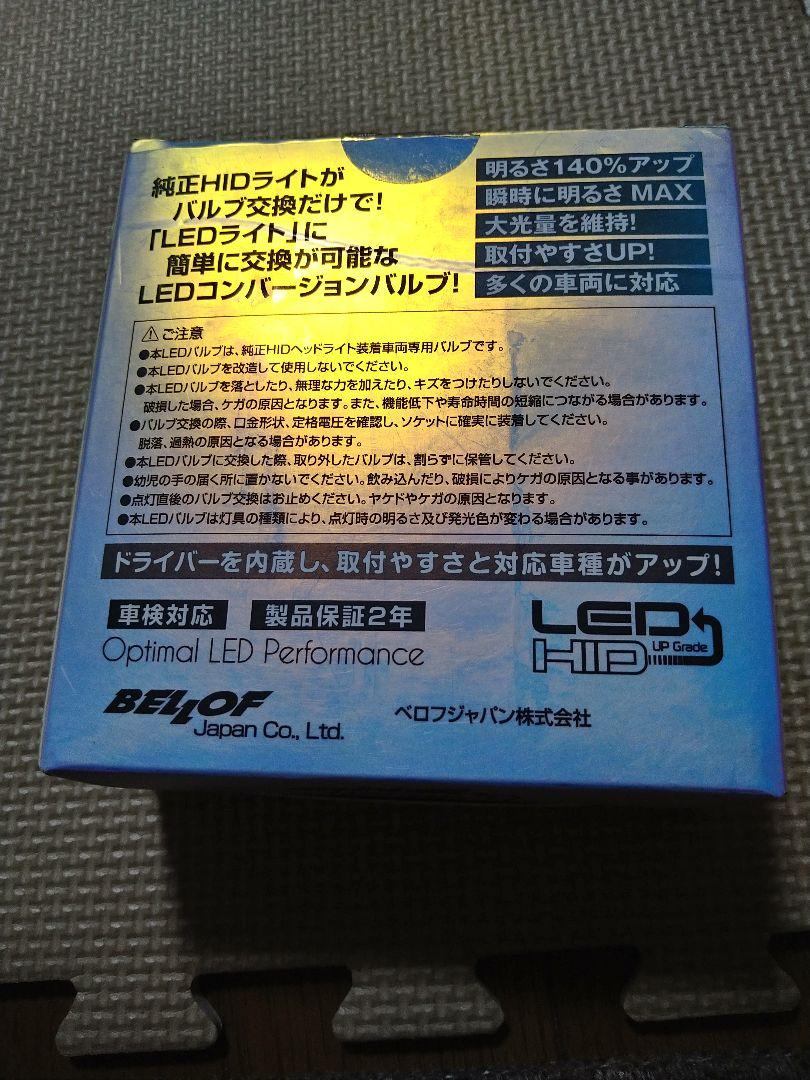 純正HIDライトが
バルブ交換だけで!
「LEDライト」に
簡単に交換が可能な
LEDコンバージョンバルブ!
明るさ140%アップ
瞬時に明るさ MAX
大光量を維持!
取付やすさUP!
多くの車両に対応
⚠ご注意
●本LEDバルブは、純正HIDヘッドライト装着車両専用バルブです。
●本LEDバルブを改造して使用しないでください。
●本LEDバルブを落としたり、無理な力を加えたり、キズをつけたりしないでください。
破損した場合、ケガの原因となります。また、機能低下や寿命時間の短縮につながる場合があります。
●バルブ交換の際、口金形状、定格電圧を確認し、ソケットに確実に装着してください。
脱落、過熱の原因となる場合があります。
●本LEDバルブに交換した際、取り外したバルブは、割らずに保管してください。
●幼児の手の届く所に置かないでください。飲み込んだり、破損によりケガの原因となる事があります。
●点灯直後のバルブ交換はお止めください。ヤケドやケガの原因となります。
●本LEDバルブは灯具の種類により、点灯時の明るさ及び発光色が変わる場合があります。
ドライバーを内蔵し、取付やすさと対応車種がアップ!
車検対応 製品保証2年
Optimal LED Performance
LED
HID UP Grade
BELLOF
Japan Co., Ltd.
ベロフジャパン株式会社